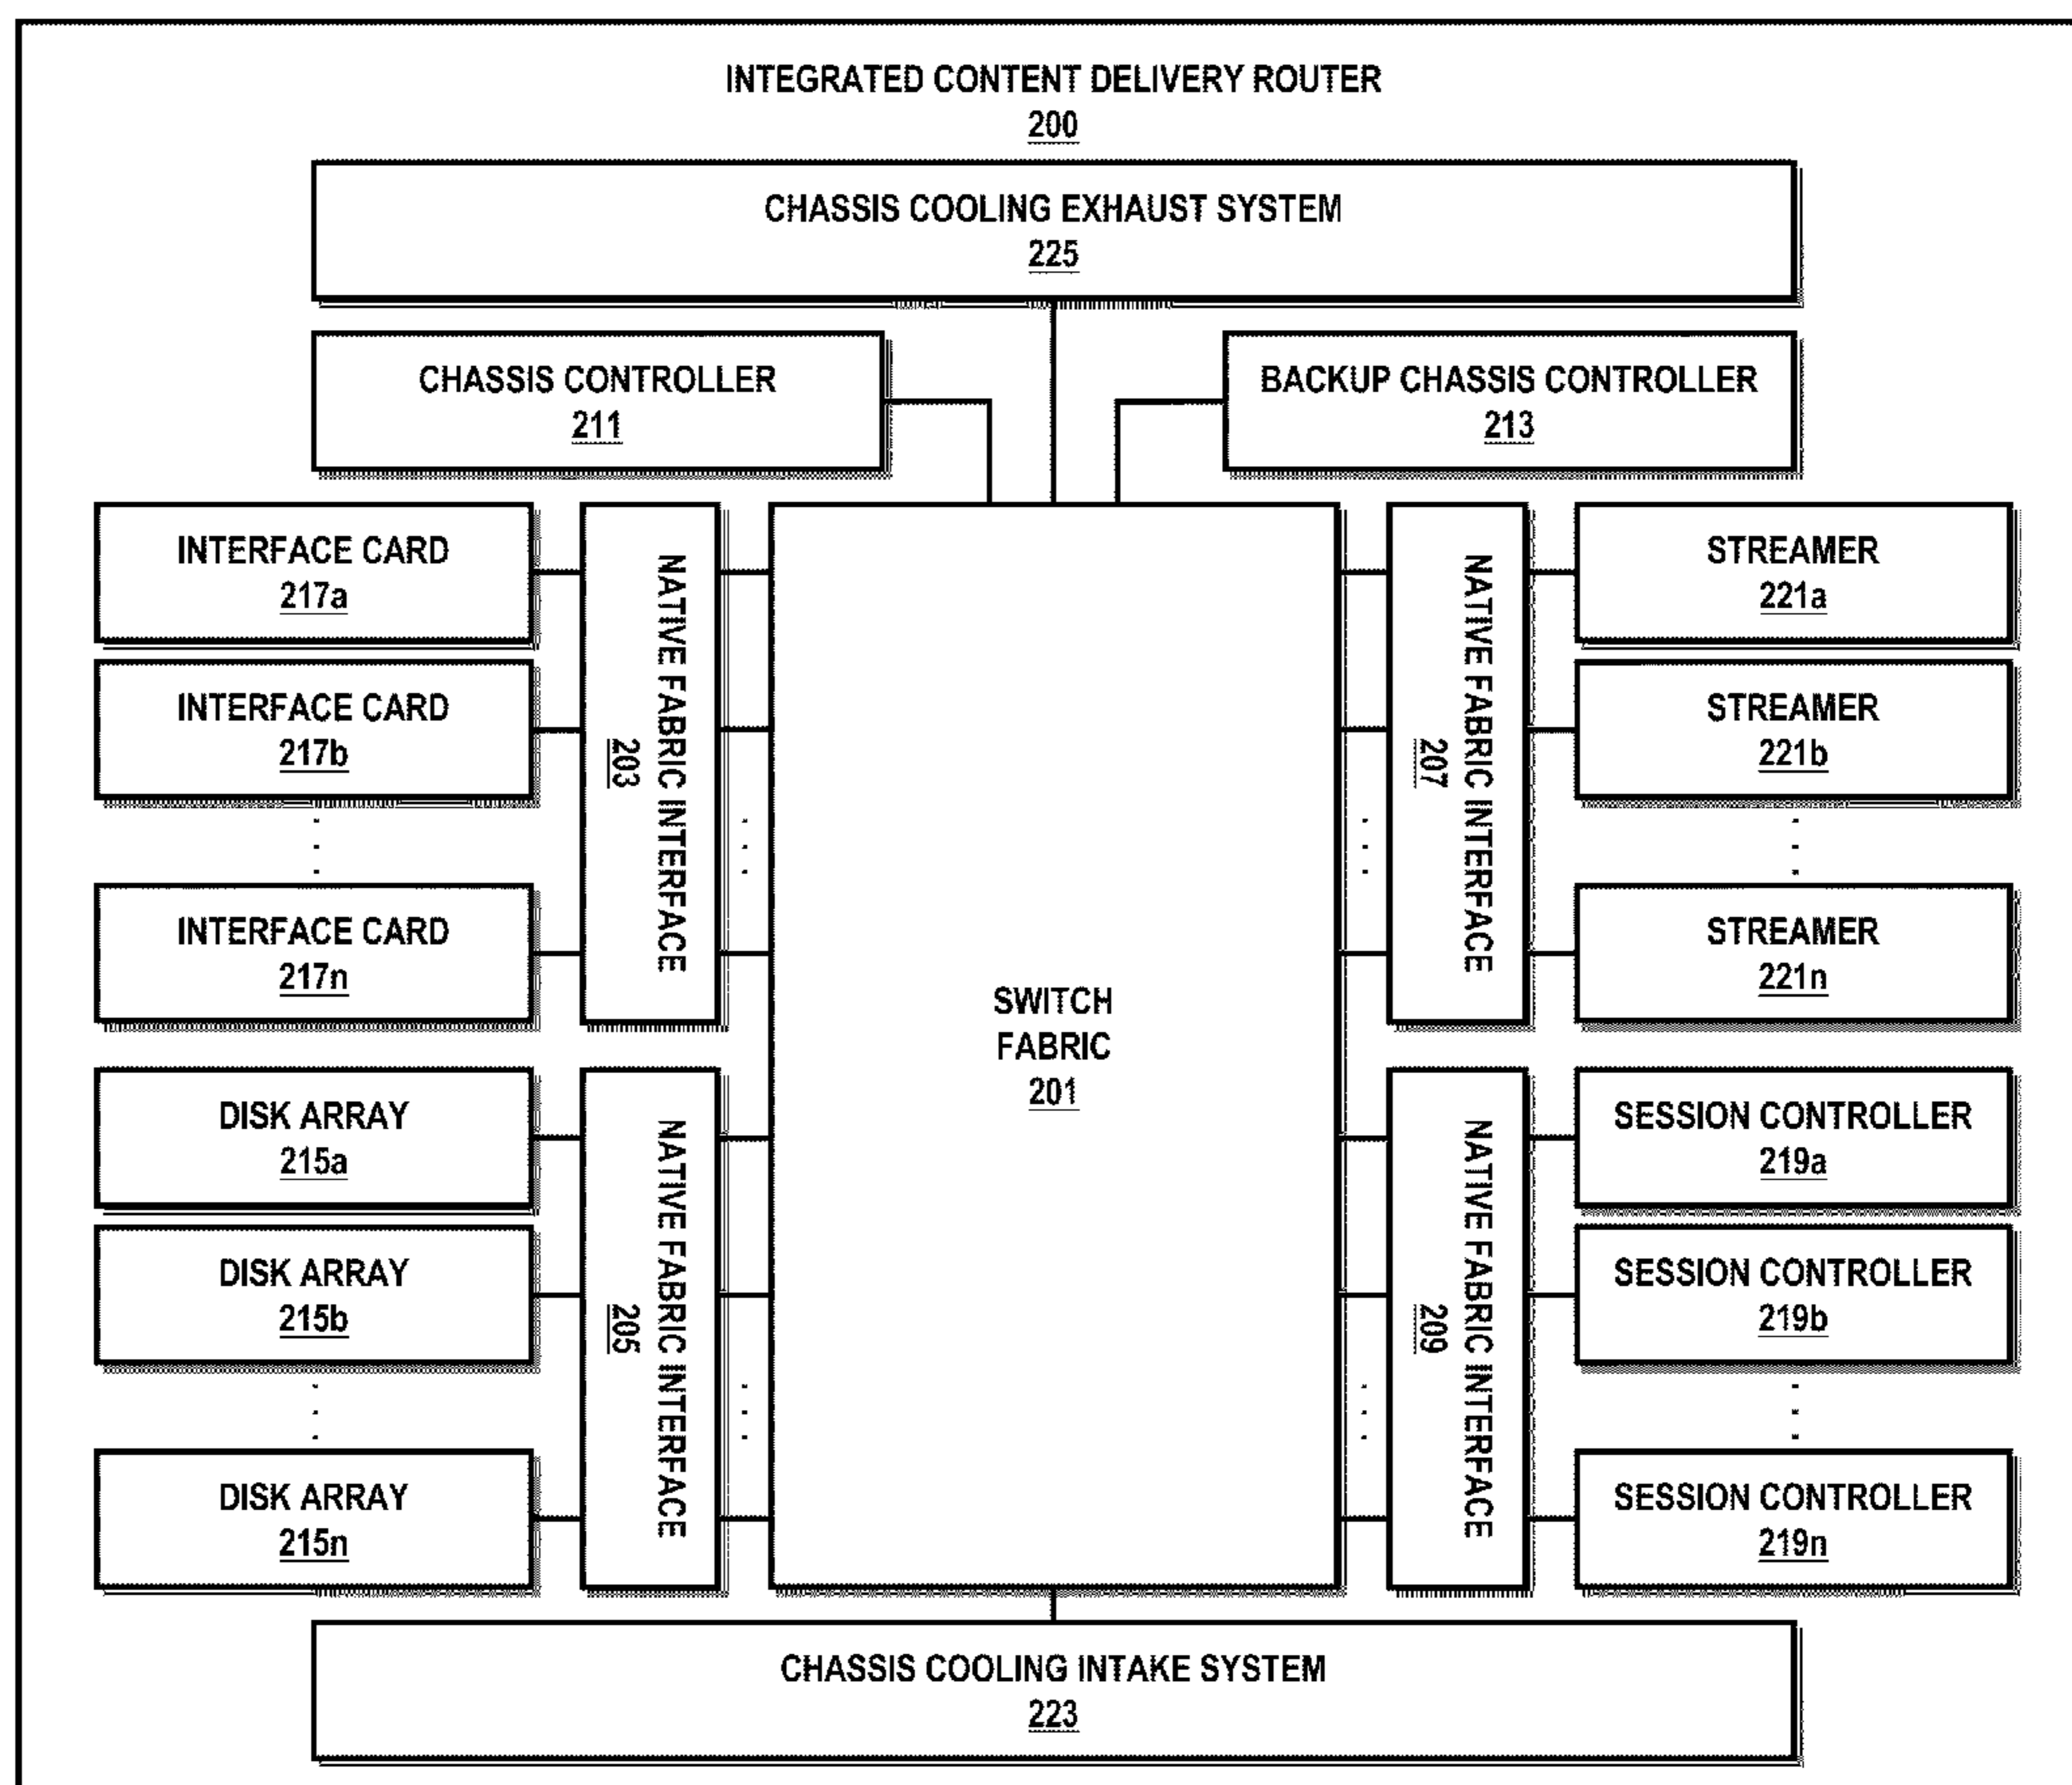 INTEGRATED CONTENT DELIVERY ROUTER
200
CHASSIS COOLING EXHAUST SYSTEM
225
CHASSIS CONTROLLER
211
BACKUP CHASSIS CONTROLLER
213
INTERFACE CARD
217a
INTERFACE CARD
217b
INTERFACE CARD
217n
NATIVE FABRIC INTERFACE
203
DISK ARRAY
215a
DISK ARRAY
215b
DISK ARRAY
215n
NATIVE FABRIC INTERFACE
205
SWITCH
FABRIC
201
NATIVE FABRIC INTERFACE
207
STREAMER
221a
STREAMER
221b
STREAMER
221n
NATIVE FABRIC INTERFACE
209
SESSION CONTROLLER
219a
SESSION CONTROLLER
219b
SESSION CONTROLLER
219n
CHASSIS COOLING INTAKE SYSTEM
223